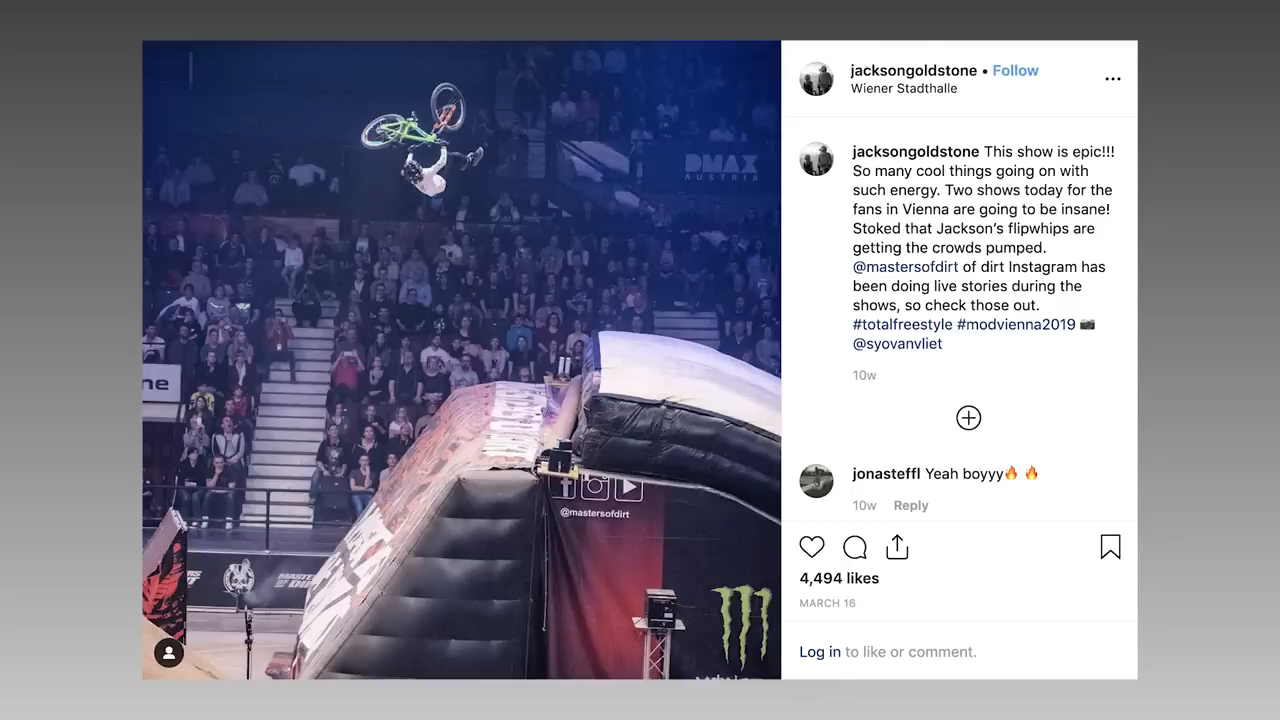 DMAX
AUSTRIA
ne
@mastersofdirt
jacksongoldstone • Follow
Wiener Stadthalle
jacksongoldstone This show is epic!!!
So many cool things going on with
such energy. Two shows today for the
fans in Vienna are going to be insane!
Stoked that Jackson's flipwhips are
getting the crowds pumped.
@mastersofdirt of dirt Instagram has
been doing live stories during the
shows, so check those out.
#totalfreestyle #modvienna2019 📷
@syovanvliet
10w
jonasteffl Yeah boyyy🔥 🔥
10w Reply
4,494 likes
MARCH 16
Log in to like or comment.